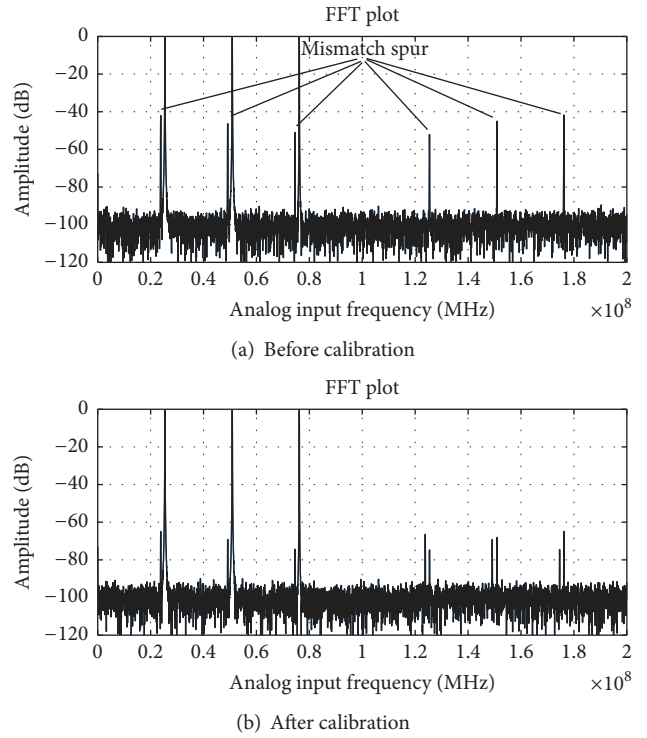 FFT plot
Mismatch spur
0
−20
−40
−60
−80
−100
−120
Amplitude (dB)
0 0.2 0.4 0.6 0.8 1 1.2 1.4 1.6 1.8 2
Analog input frequency (MHz) ×10⁸
(a) Before calibration
FFT plot
0
−20
−40
−60
−80
−100
−120
Amplitude (dB)
0 0.2 0.4 0.6 0.8 1 1.2 1.4 1.6 1.8 2
Analog input frequency (MHz) ×10⁸
(b) After calibration